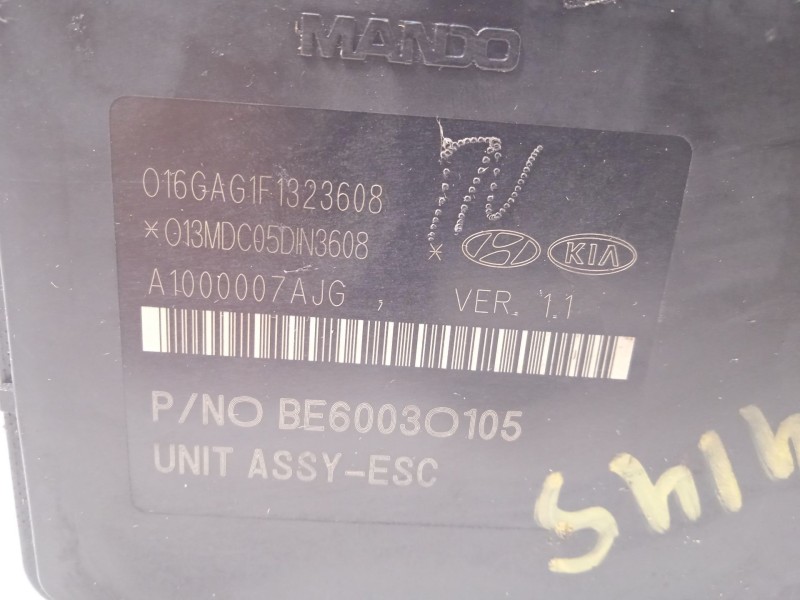 MANDO
016GAG1F1323608
*013MDC05DIN3608 *
KIA
A1000007AJG , VER. 1.1
P/NO BE60030105
UNIT ASSY-ESC